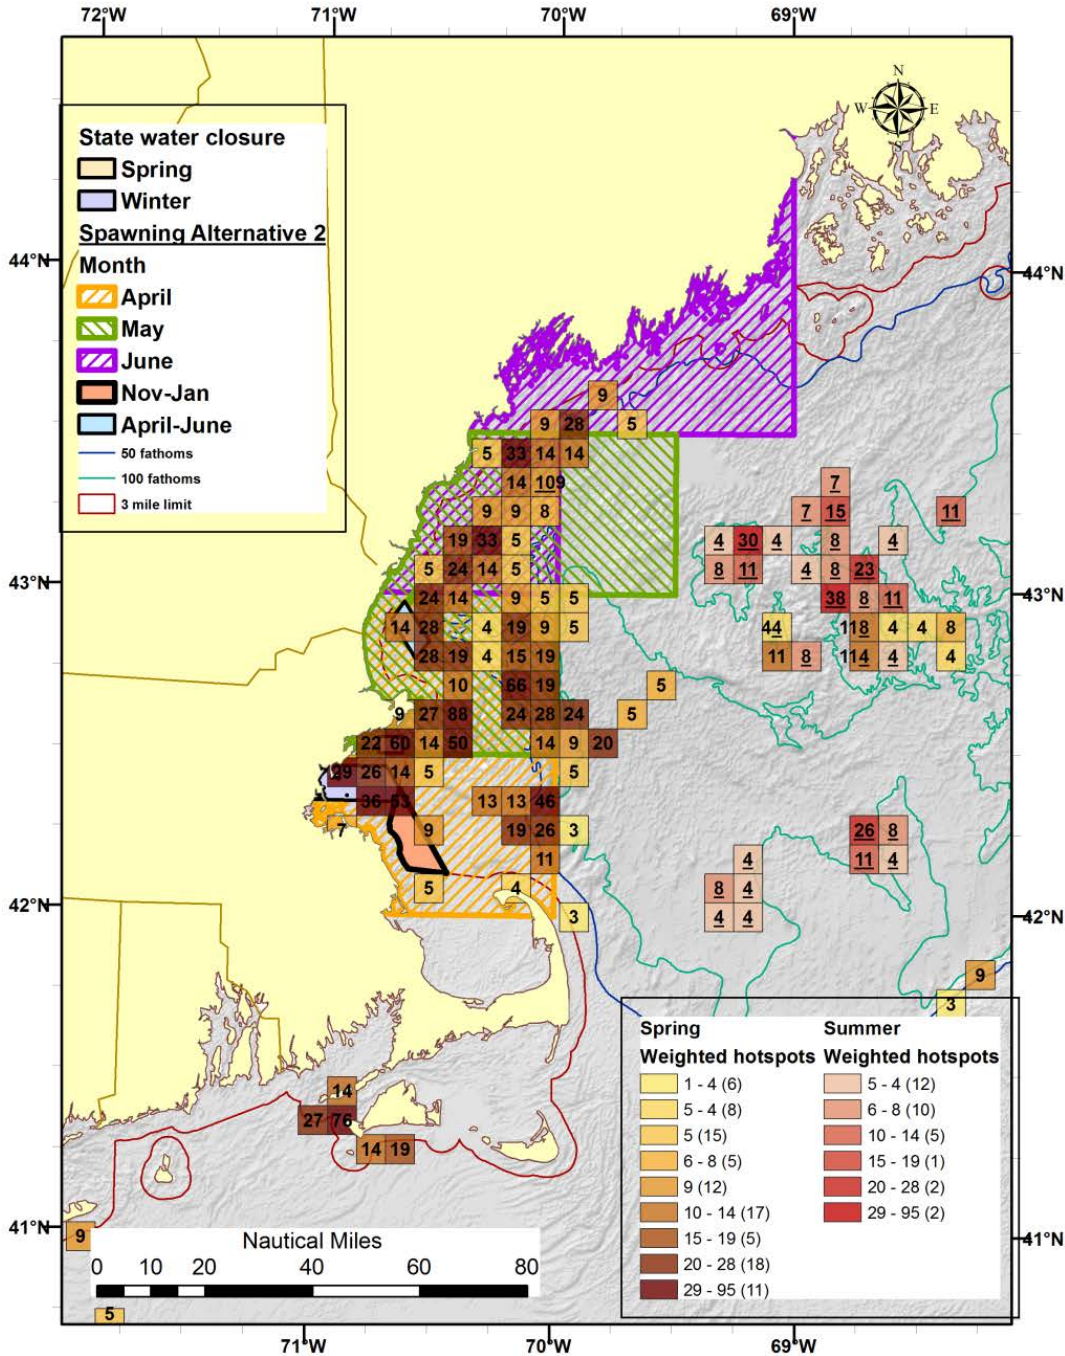 72°W 71°W 70°W 69°W
N
W E
S
State water closure
Spring
Winter
Spawning Alternative 2
Month
April
May
June
Nov-Jan
April-June
50 fathoms
100 fathoms
3 mile limit
44°N 44°N
9
9 28 5
5 33 14 14
14 109 7
9 9 8 7 15 11
19 33 5 4 30 4 8 4
5 24 14 5 8 11 4 8 23
43°N 43°N
24 14 9 5 5 38 8 11
14 28 4 19 9 5 44 118 4 4 8
28 19 4 15 19 11 8 114 4 4
10 66 19 5
9 27 88 24 28 24 5
22 60 14 50 14 9 20
29 26 14 5 5
36 53 13 13 46
7 9 19 26 3 26 8
11 4 11 4
5 4 8 4
42°N 42°N
3 4 4
9
3
14
27 76
14 19
41°N 41°N
9
5
Nautical Miles
0 10 20 40 60 80
Spring
Weighted hotspots
1 - 4 (6)
5 - 4 (8)
5 (15)
6 - 8 (5)
9 (12)
10 - 14 (17)
15 - 19 (5)
20 - 28 (18)
29 - 95 (11)
Summer
Weighted hotspots
5 - 4 (12)
6 - 8 (10)
10 - 14 (5)
15 - 19 (1)
20 - 28 (2)
29 - 95 (2)
71°W 70°W 69°W